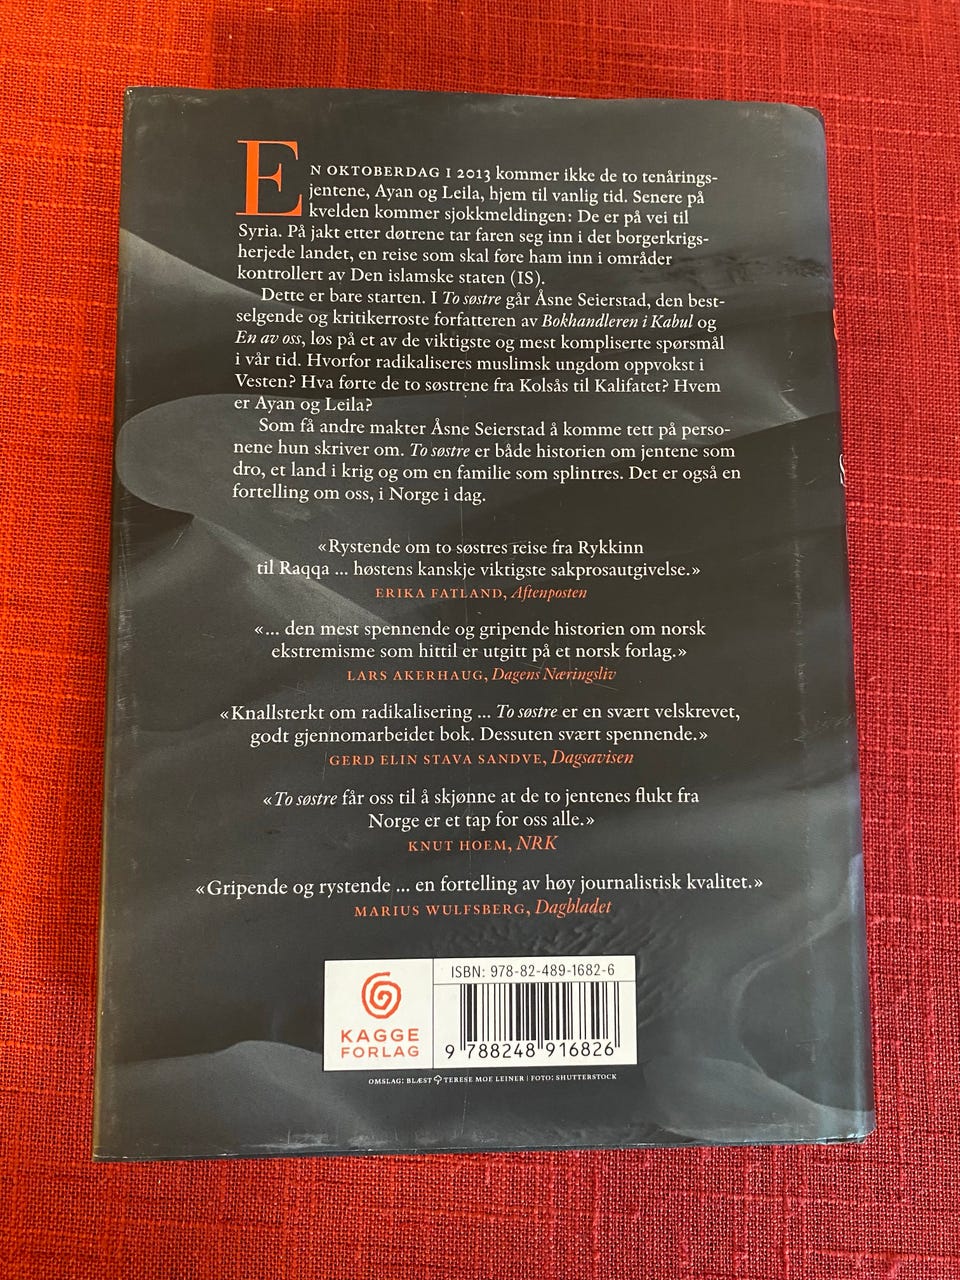 EN OKTOBERDAG I 2013 kommer ikke de to tenårings-
jentene, Ayan og Leila, hjem til vanlig tid. Senere på
kvelden kommer sjokkmeldingen: De er på vei til
Syria. På jakt etter døtrene tar faren seg inn i det borgerkrigs-
herjede landet, en reise som skal føre ham inn i områder
kontrollert av Den islamske staten (IS).
Dette er bare starten. I To søstre går Åsne Seierstad, den best-
selgende og kritikerroste forfatteren av Bokhandleren i Kabul og
En av oss, løs på et av de viktigste og mest kompliserte spørsmål
i vår tid. Hvorfor radikaliseres muslimsk ungdom oppvokst i
Vesten? Hva førte de to søstrene fra Kolsås til Kalifatet? Hvem
er Ayan og Leila?
Som få andre makter Åsne Seierstad å komme tett på perso-
nene hun skriver om. To søstre er både historien om jentene som
dro, et land i krig og om en familie som splintres. Det er også en
fortelling om oss, i Norge i dag.
«Rystende om to søstres reise fra Rykkinn
til Raqqa ... høstens kanskje viktigste sakprosautgivelse.»
ERIKA FATLAND, Aftenposten
«... den mest spennende og gripende historien om norsk
ekstremisme som hittil er utgitt på et norsk forlag.»
LARS AKERHAUG, Dagens Næringsliv
«Knallsterkt om radikalisering ... To søstre er en svært velskrevet,
godt gjennomarbeidet bok. Dessuten svært spennende.»
GERD ELIN STAVA SANDVE, Dagsavisen
«To søstre får oss til å skjønne at de to jentenes flukt fra
Norge er et tap for oss alle.»
KNUT HOEM, NRK
«Gripende og rystende ... en fortelling av høy journalistisk kvalitet.»
MARIUS WULFSBERG, Dagbladet
ISBN: 978-82-489-1682-6
KAGGE
FORLAG
9 788248 916826
OMSLAG: BLÆST TERESE MOE LEINER | FOTO: SHUTTERSTOCK